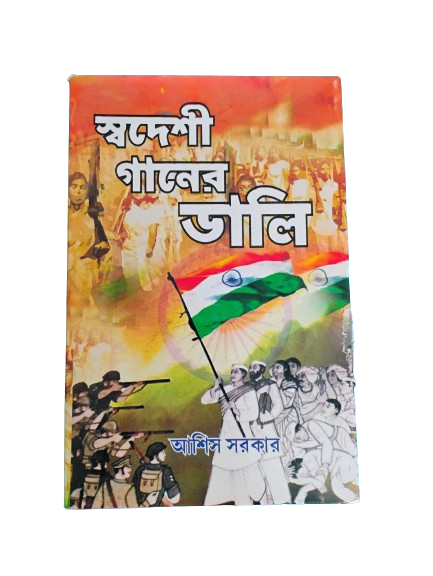 স্বদেশী
গানের
ডালি
আশিস সরকার